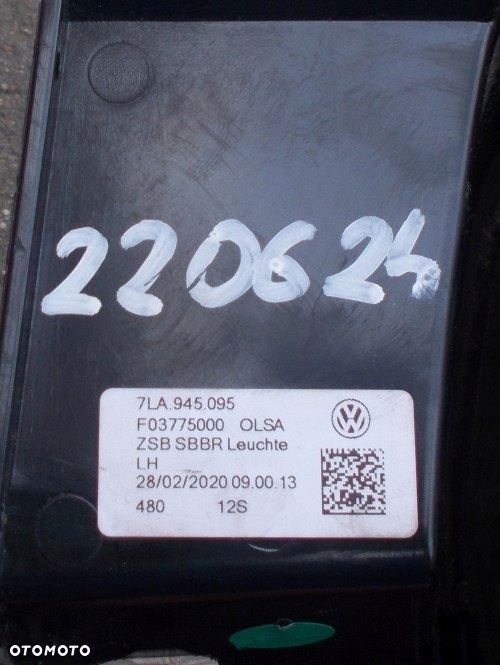 220624
7LA.945.095
F03775000 OLSA
ZSB SBBR Leuchte
LH
28/02/2020 09.00.13
480 12S
OTOMOTO